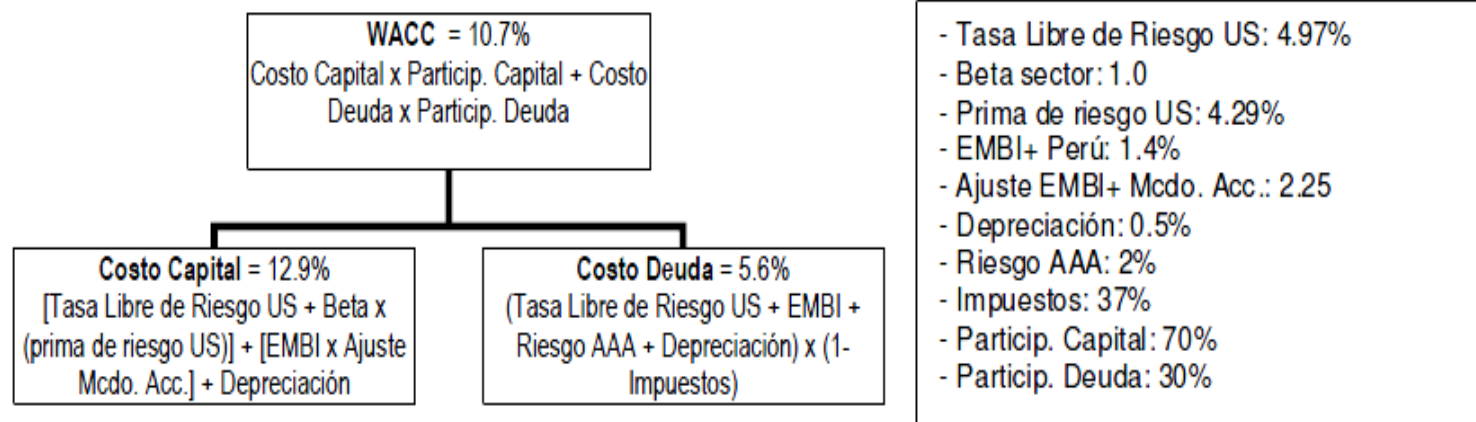 WACC = 10.7%
Costo Capital x Particip. Capital + Costo
Deuda x Particip. Deuda
Costo Capital = 12.9%
[Tasa Libre de Riesgo US + Beta x
(prima de riesgo US)] + [EMBI x Ajuste
Mcdo. Acc.] + Depreciación
Costo Deuda = 5.6%
(Tasa Libre de Riesgo US + EMBI +
Riesgo AAA + Depreciación) x (1-
Impuestos)
- Tasa Libre de Riesgo US: 4.97%
- Beta sector: 1.0
- Prima de riesgo US: 4.29%
- EMBI+ Perú: 1.4%
- Ajuste EMBI+ Mcdo. Acc.: 2.25
- Depreciación: 0.5%
- Riesgo AAA: 2%
- Impuestos: 37%
- Particip. Capital: 70%
- Particip. Deuda: 30%